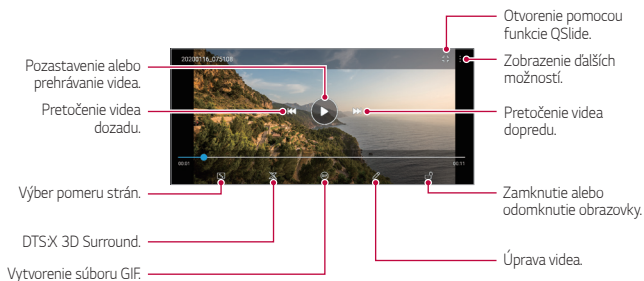 Otvorenie pomocou
funkcie QSlide.
20200116_075108
Pozastavenie alebo
prehrávanie videa.
Zobrazenie ďalších
možností.
Pretočenie videa
dozadu.
Pretočenie videa
dopredu.
00:01
00:11
Výber pomeru strán.
Zamknutie alebo
odomknutie obrazovky.
DTS:X 3D Surround.
Úprava videa.
Vytvorenie súboru GIF.